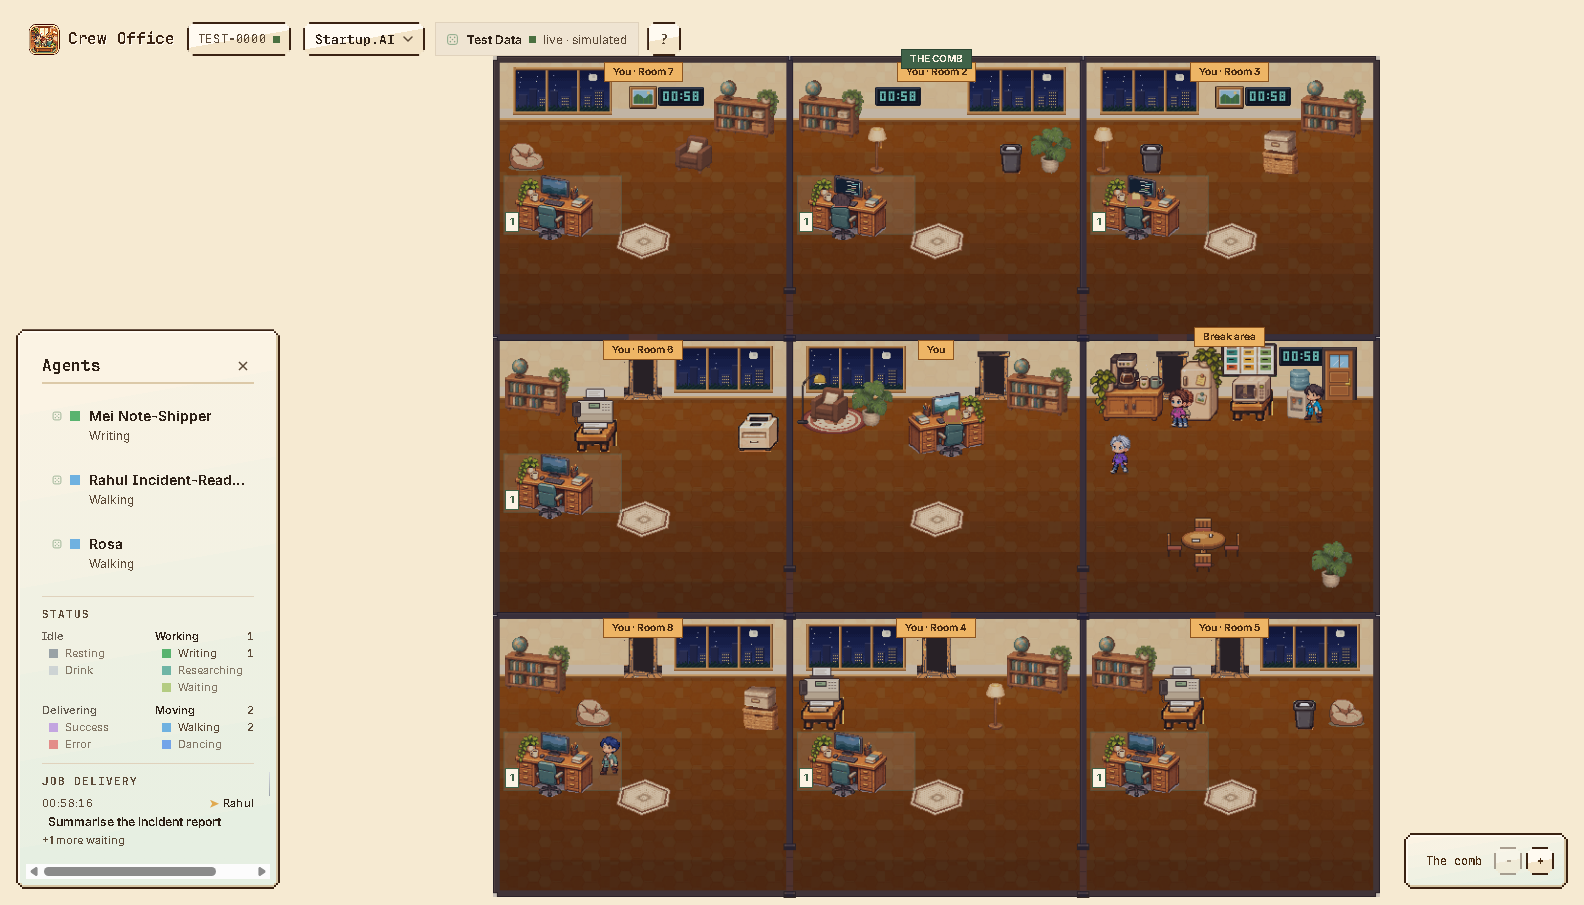 Crew Office
TEST-0000
Startup.AI
Test Data
live · simulated
?
THE COMB
You · Room 7
You · Room 2
You · Room 3
00:58
00:58
00:58
1
1
1
You · Room 6
You
Break area
00:58
1
You · Room 8
You · Room 4
You · Room 5
1
1
1
Agents
Mei Note-Shipper
Writing
Rahul Incident-Read...
Walking
Rosa
Walking
STATUS
Idle
Resting
Drink
Working 1
Writing 1
Researching
Waiting
Delivering
Success
Error
Moving 2
Walking 2
Dancing
JOB DELIVERY
00:58:16 Rahul
Summarise the incident report
+1 more waiting
The comb - +